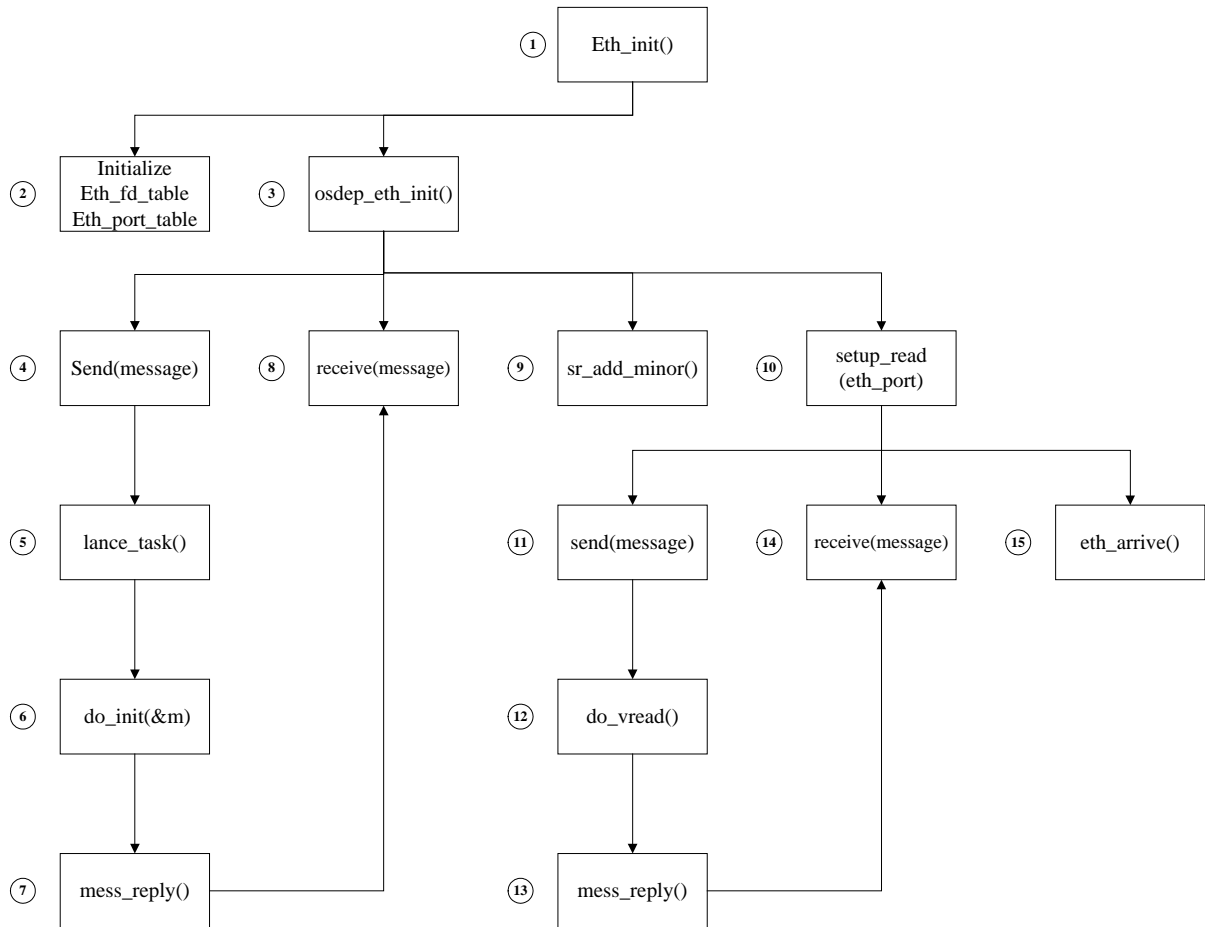 1
Eth_init()
2
Initialize
Eth_fd_table
Eth_port_table
3
osdep_eth_init()
4
Send(message)
8
receive(message)
9
sr_add_minor()
10
setup_read
(eth_port)
5
lance_task()
11
send(message)
14
receive(message)
15
eth_arrive()
6
do_init(&m)
12
do_vread()
7
mess_reply()
13
mess_reply()